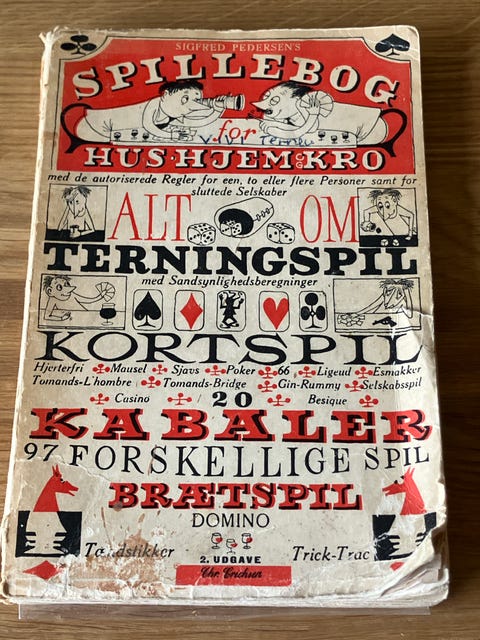 SIGFRED PEDERSEN'S
SPILLEBOG
for
HUS·HJEM OG KRO
med de autoriserede Regler for een, to eller flere Personer samt for
sluttede Selskaber
ALT OM
TERNINGSPIL
med Sandsynlighedsberegninger
KORTSPIL
Hjerterfri Mausel Sjavs Poker 66 Ligeud Esmakker
Tomands-L'hombre Tomands-Bridge Gin-Rummy Selskabsspil
Casino 20 Besique
KABALER
97 FORSKELLIGE SPIL
BRÆTSPIL
DOMINO
2. UDGAVE
Trick-Trac
Chr. Erichsen